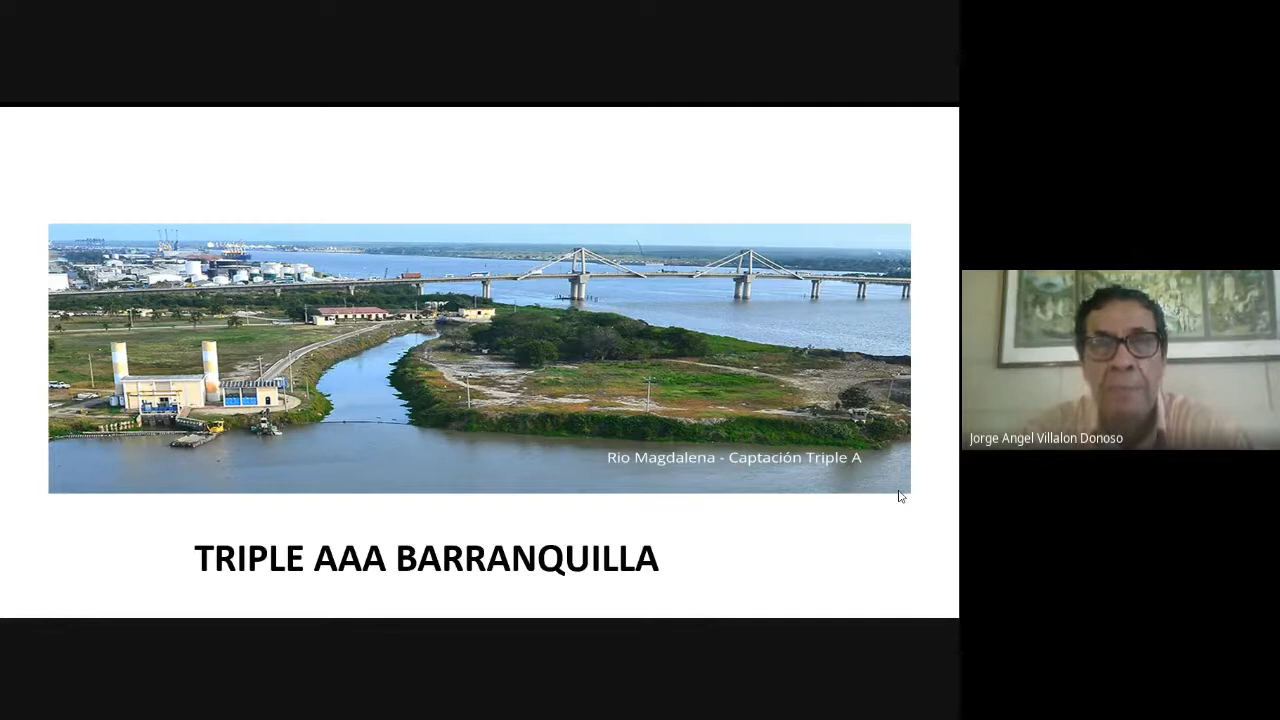 Rio Magdalena - Captación Triple A
TRIPLE AAA BARRANQUILLA
Jorge Angel Villalon Donoso